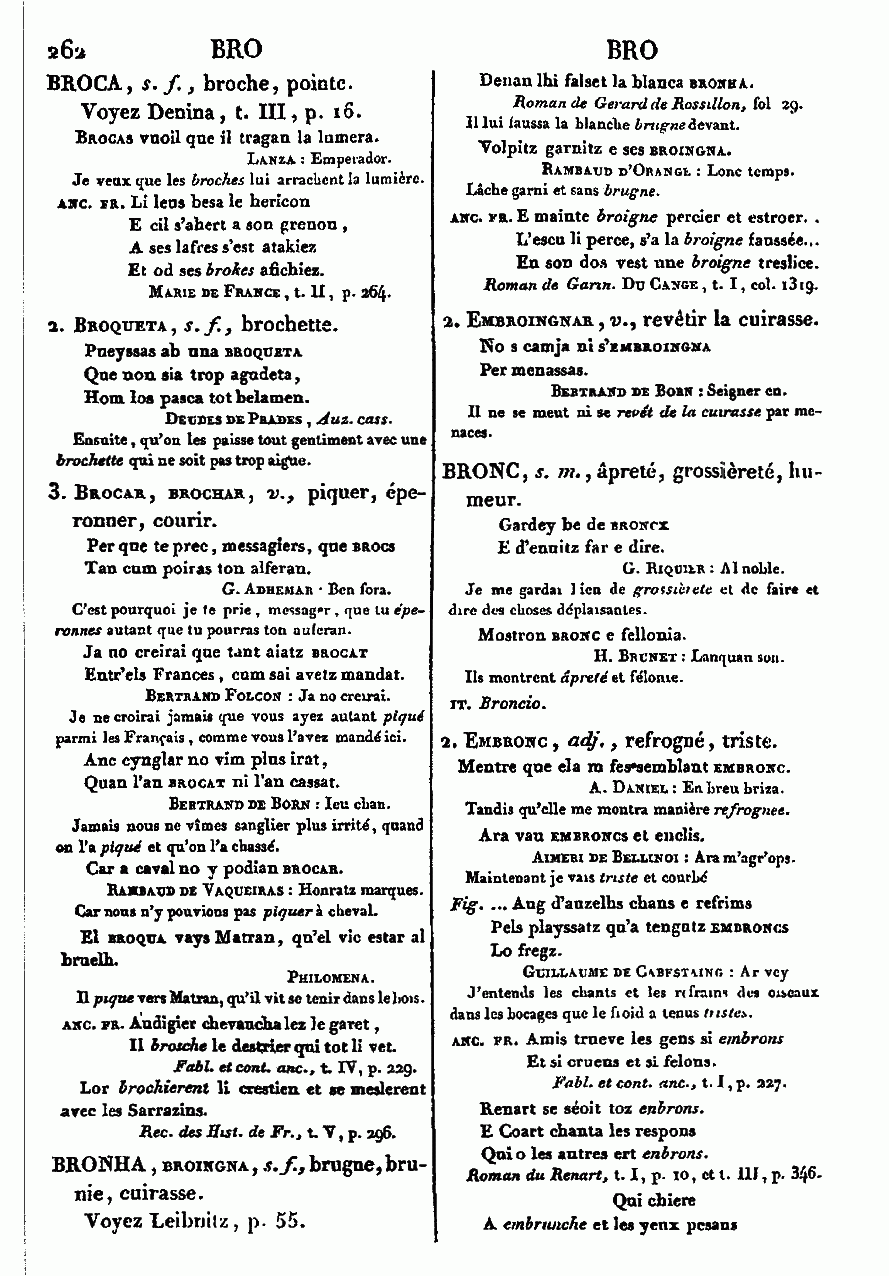 262 BRO BRO
BROCA, s. f., broche, pointe.
Voyez Denina, t. III, p. 16.
Brocas vuoil que il tragan la lumera.
Lanza : Emperador.
Je veux que les broches lui arrachent la lumière.
anc. fr. Li leus besa le hericon
E cil s'ahert a son grenon,
A ses lafres s'est atakiez
Et od ses brokes afichiez.
Marie de France, t. II, p. 264.
2. Broqueta, s. f., brochette.
Pueyssas ab una broqueta
Que non sia trop agudeta,
Hom los pasca tot belamen.
Deudes de Prades, Auz. cass.
Ensuite, qu'on les paisse tout gentiment avec une
brochette qui ne soit pas trop aigue.
3. Brocar, brochar, v., piquer, épe-
ronner, courir.
Per que te prec, messagiers, que brocs
Tan cum poiras ton alferan.
G. Adhemar : Ben fora.
C'est pourquoi je te prie, messager, que tu épe-
ronnes autant que tu pourras ton auferan.
Ja no creirai que tant aiatz brocat
Entr'els Frances, cum sai avetz mandat.
Bertrand Folcon : Ja no creirai.
Je ne croirai jamais que vous ayez autant piqué
parmi les Français, comme vous l'avez mandé ici.
Anc cynglar no vim plus irat,
Quan l'an brocat ni l'an cassat.
Bertrand de Born : Ieu chan.
Jamais nous ne vîmes sanglier plus irrité, quand
on l'a piqué et qu'on l'a chassé.
Car a caval no y podian brocar.
Rambaud de Vaqueiras : Honratz marques.
Car nous n'y pouvions pas piquer à cheval.
El broqua vays Matran, qu'el vic estar al
bruelh.
Philomena.
Il pique vers Matran, qu'il vit se tenir dans le bois.
anc. fr. Audigier chevancha lez le garet,
Il brosche le destrier qui tot li vet.
Fabl. et cont. anc., t. IV, p. 229.
Lor brochierent li crestien et se meslerent
avec les Sarrazins.
Rec. des Hist. de Fr., t. V, p. 296.
BRONHA, broingna, s. f., brugne, bru-
nie, cuirasse.
Voyez Leibnitz, p. 55.
Denan lhi falset la blanca bronha.
Roman de Gerard de Rossillon, fol 29.
Il lui faussa la blanche brugne devant.
Volpitz garnitz e ses broingna.
Rambaud d'Orange : Lonc temps.
Lâche garni et sans brugne.
anc. fr. E mainte broigne percier et estroer. .
L'escu li perce, s'a la broigne faussée...
En son dos vest une broigne treslice.
Roman de Garin. Du Cange, t. I, col. 1319.
2. Embroingnar, v., revêtir la cuirasse.
No s camja ni s'embroingna
Per menassas.
Bertrand de Born : Seigner en.
Il ne se meut ni se revêt de la cuirasse par me-
naces.
BRONC, s. m., âpreté, grossièreté, hu-
meur.
Gardey be de broncx
E d'enuitz far e dire.
G. Riquier : Al noble.
Je me gardai bien de grossièreté et de faire et
dire des choses déplaisantes.
Mostron bronc e fellonia.
H. Brunet : Lanquan son.
Ils montrent âpreté et félonie.
it. Broncio.
2. Embronc, adj., refrogné, triste.
Mentre que ela m fes semblant embronc.
A. Daniel : En breu briza.
Tandis qu'elle me montra manière refrognee.
Ara vau embroncs et enclis.
Aimeri de Bellinoi : Ara m'agr'ops.
Maintenant je vais triste et courbé
Fig. ... Aug d'auzelhs chans e refrims
Pels playssatz qu'a tengutz embroncs
Lo fregz.
Guillaume de Cabestaing : Ar vey
J'entends les chants et les refrains des oiseaux
dans les bocages que le froid a tenus tristes.
anc. fr. Amis trueve les gens si embrons
Et si cruens et si felons.
Fabl. et cont. anc., t. I, p. 227.
Renart se séoit toz enbrons.
E Coart chanta les respons
Qui o les autres ert enbrons.
Roman du Renart, t. I, p. 10, et t. III, p. 346.
Qui chiere
A embruiche et les yeux pesans